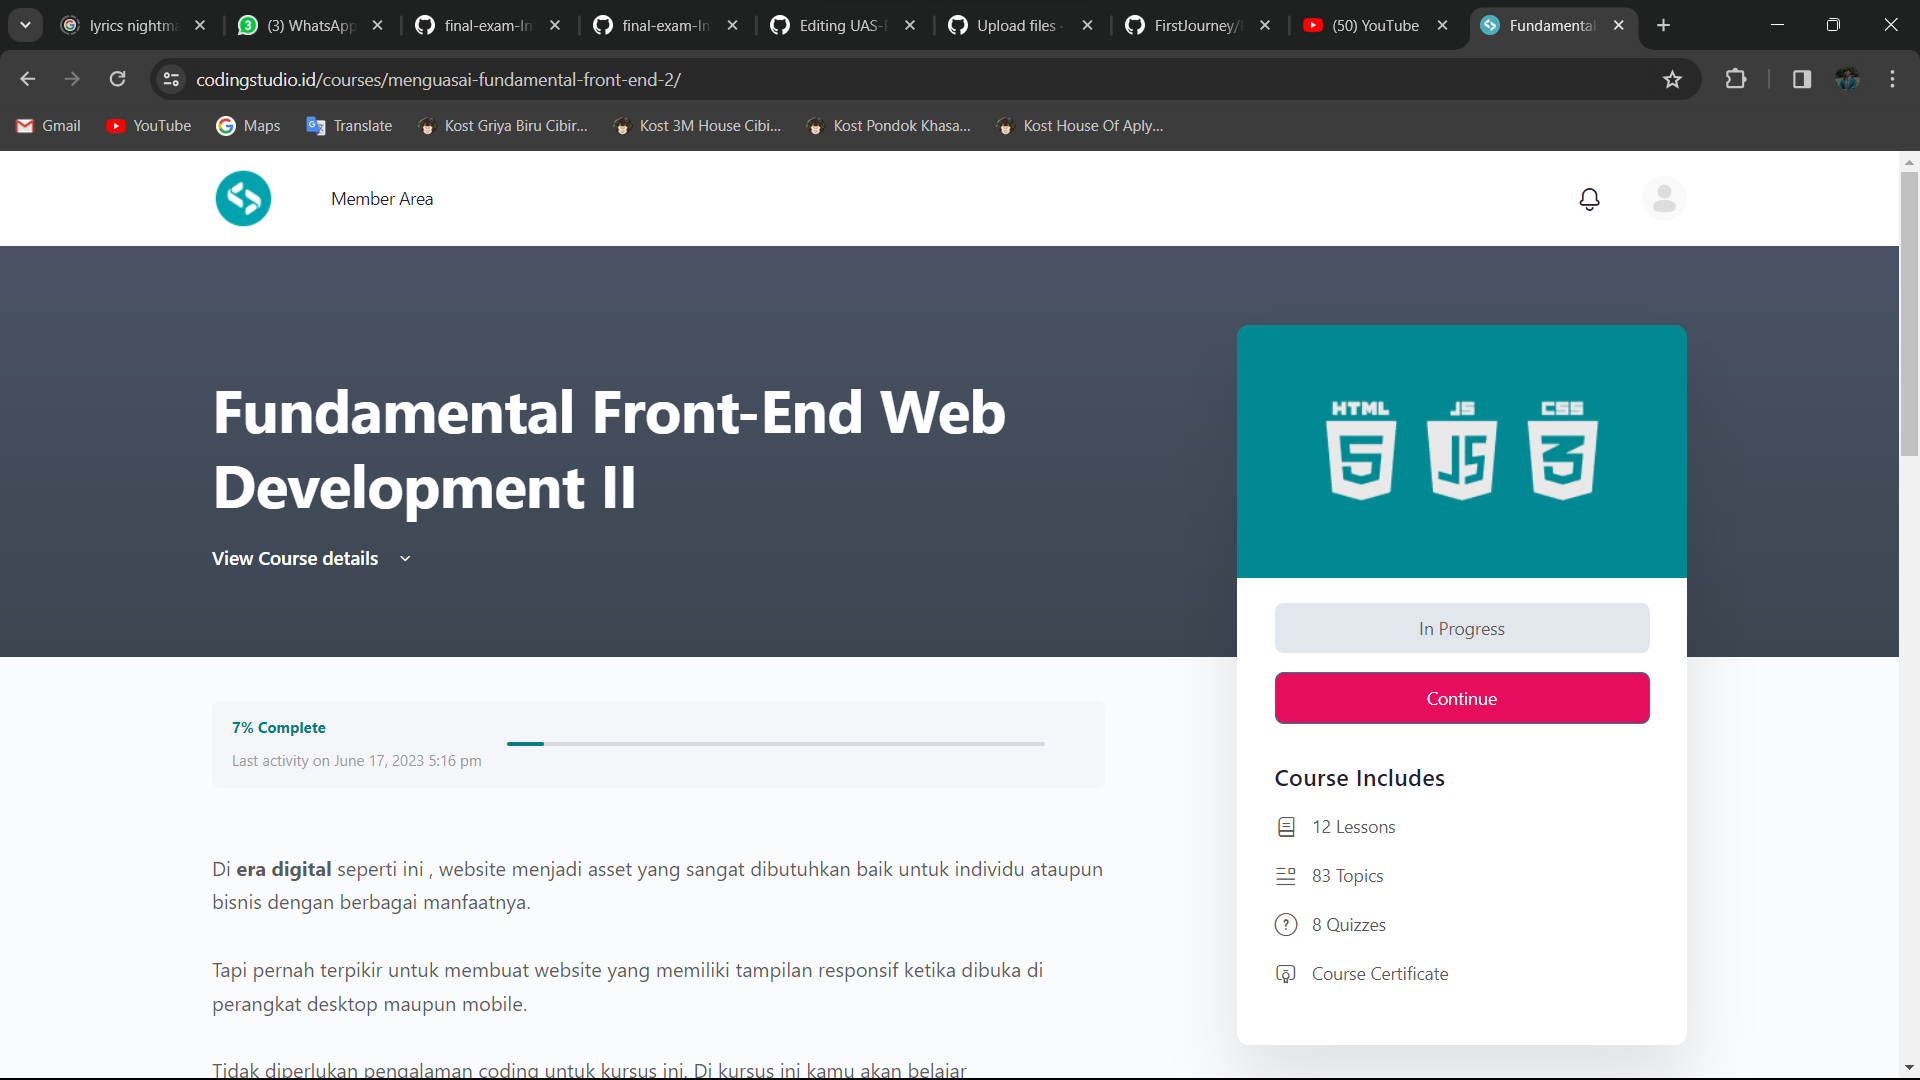 lyrics nightm
(3) WhatsApp
final-exam-In
final-exam-In
Editing UAS-
Upload files
FirstJourney/
(50) YouTube
Fundamental
codingstudio.id/courses/menguasai-fundamental-front-end-2/
Gmail
YouTube
Maps
Translate
Kost Griya Biru Cibir...
Kost 3M House Cibi...
Kost Pondok Khasa...
Kost House Of Aply...
Member Area
Fundamental Front-End Web
Development II
View Course details
HTML JS CSS
5 JS 3
In Progress
Continue
7% Complete
Last activity on June 17, 2023 5:16 pm
Course Includes
12 Lessons
83 Topics
8 Quizzes
Course Certificate
Di era digital seperti ini , website menjadi asset yang sangat dibutuhkan baik untuk individu ataupun
bisnis dengan berbagai manfaatnya.
Tapi pernah terpikir untuk membuat website yang memiliki tampilan responsif ketika dibuka di
perangkat desktop maupun mobile.
Tidak diperlukan pengalaman coding untuk kursus ini. Di kursus ini kamu akan belajar